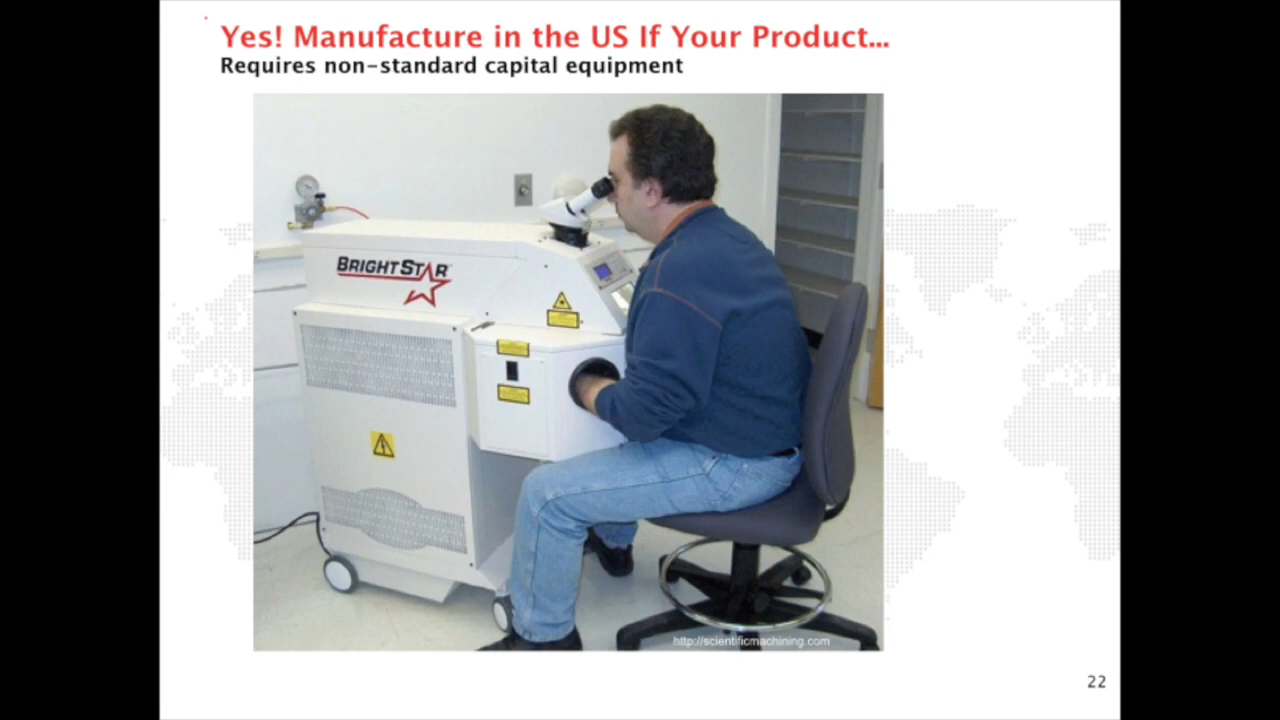 Yes! Manufacture in the US If Your Product...
Requires non-standard capital equipment
BRIGHTSTAR
http://scientificmachining.com
22